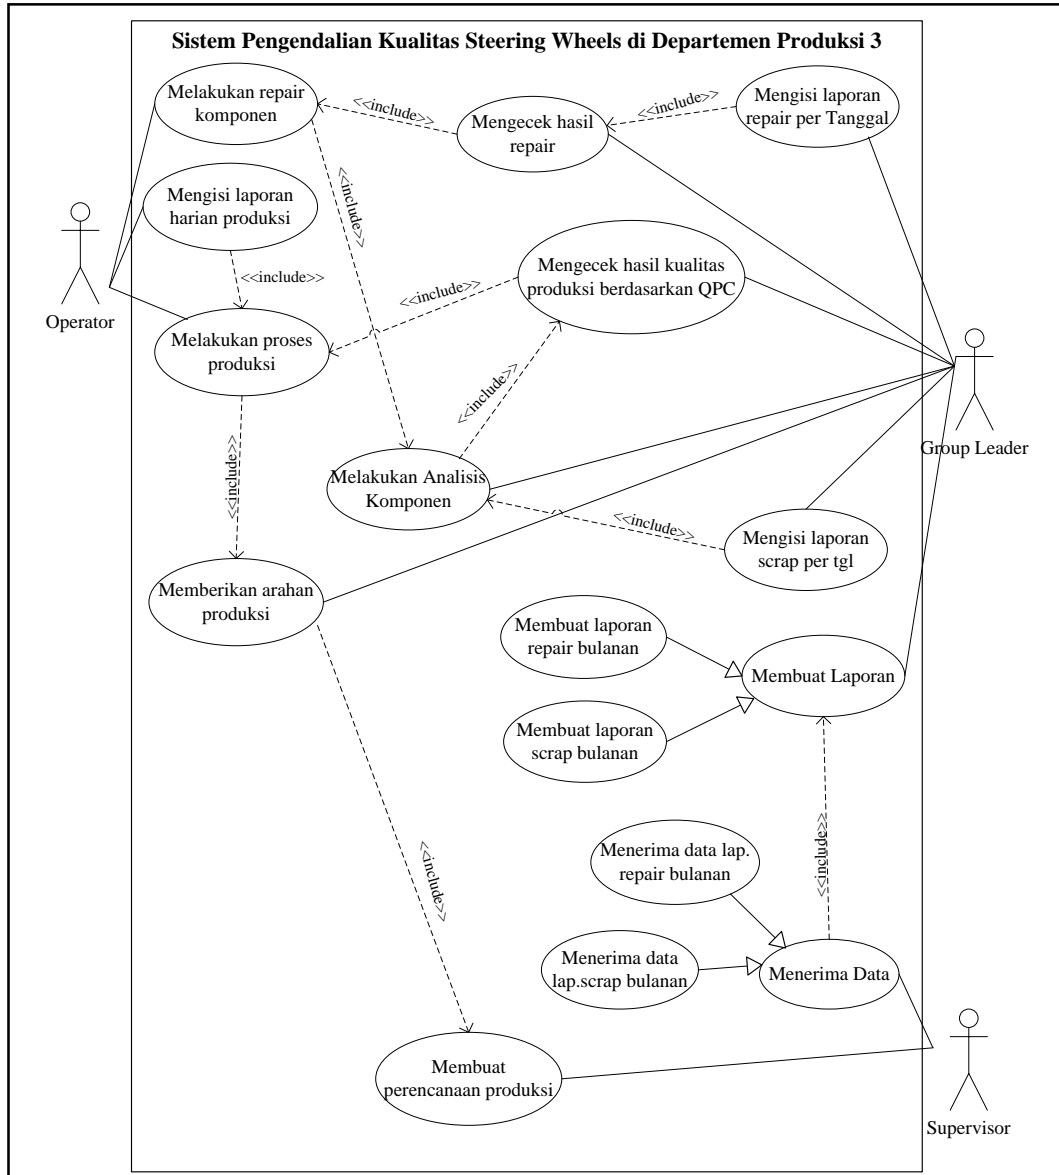 Sistem Pengendalian Kualitas Steering Wheels di Departemen Produksi 3
Melakukan repair
komponen
<<include>>
Mengecek hasil
repair
<<include>>
Mengisi laporan
repair per Tanggal
Mengisi laporan
harian produksi
<<include>>
<<include>>
Operator
Melakukan proses
produksi
<<include>>
Mengecek hasil kualitas
produksi berdasarkan QPC
<<include>>
Group Leader
<<include>>
Melakukan Analisis
Komponen
<<include>>
Mengisi laporan
scrap per tgl
Memberikan arahan
produksi
Membuat laporan
repair bulanan
Membuat Laporan
Membuat laporan
scrap bulanan
<<include>>
<<include>>
Menerima data lap.
repair bulanan
Menerima data
lap.scrap bulanan
Menerima Data
Membuat
perencanaan produksi
Supervisor